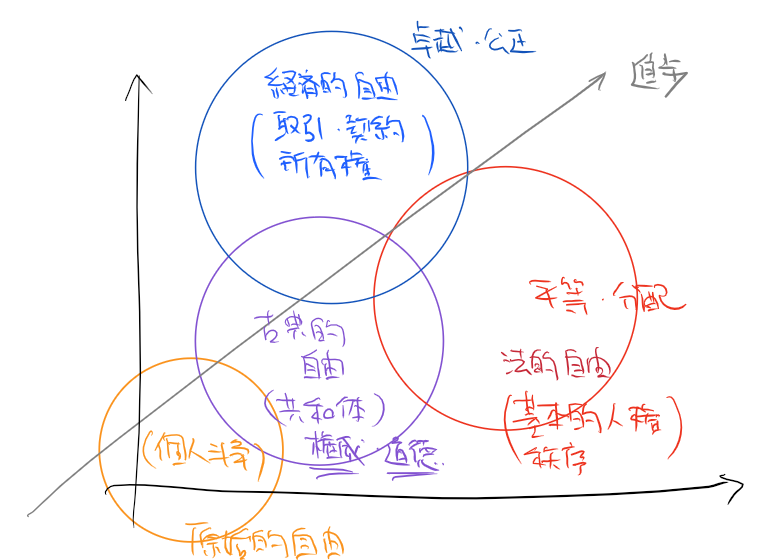 卓越・公正
進歩
経済的自由
(取引・契約
所有権)
平等・分配
古典的
自由
(共和体)
権威・道徳
法的自由
(基本的人権
秩序)
(個人斗争)
原始的自由